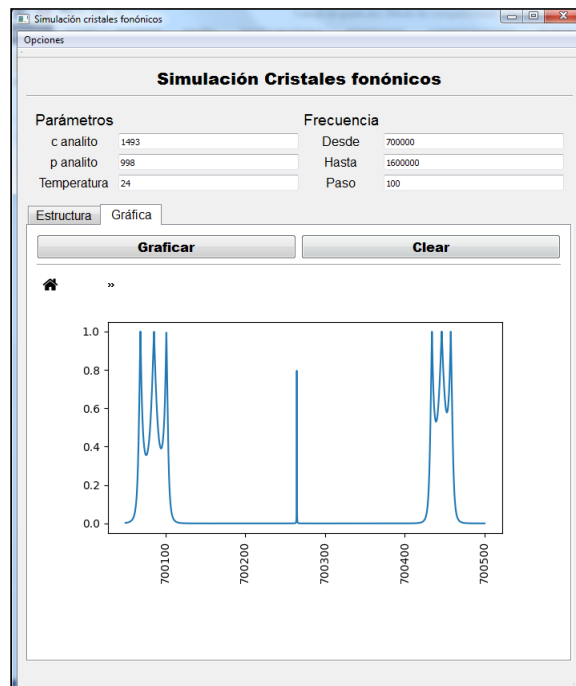 Simulación cristales fonónicos
Opciones
Simulación Cristales fonónicos
Parámetros Frecuencia
c analito 1493 Desde 700000
p analito 998 Hasta 1600000
Temperatura 24 Paso 100
Estructura Gráfica
Graficar Clear
»
1.0
0.8
0.6
0.4
0.2
0.0
700100 700200 700300 700400 700500